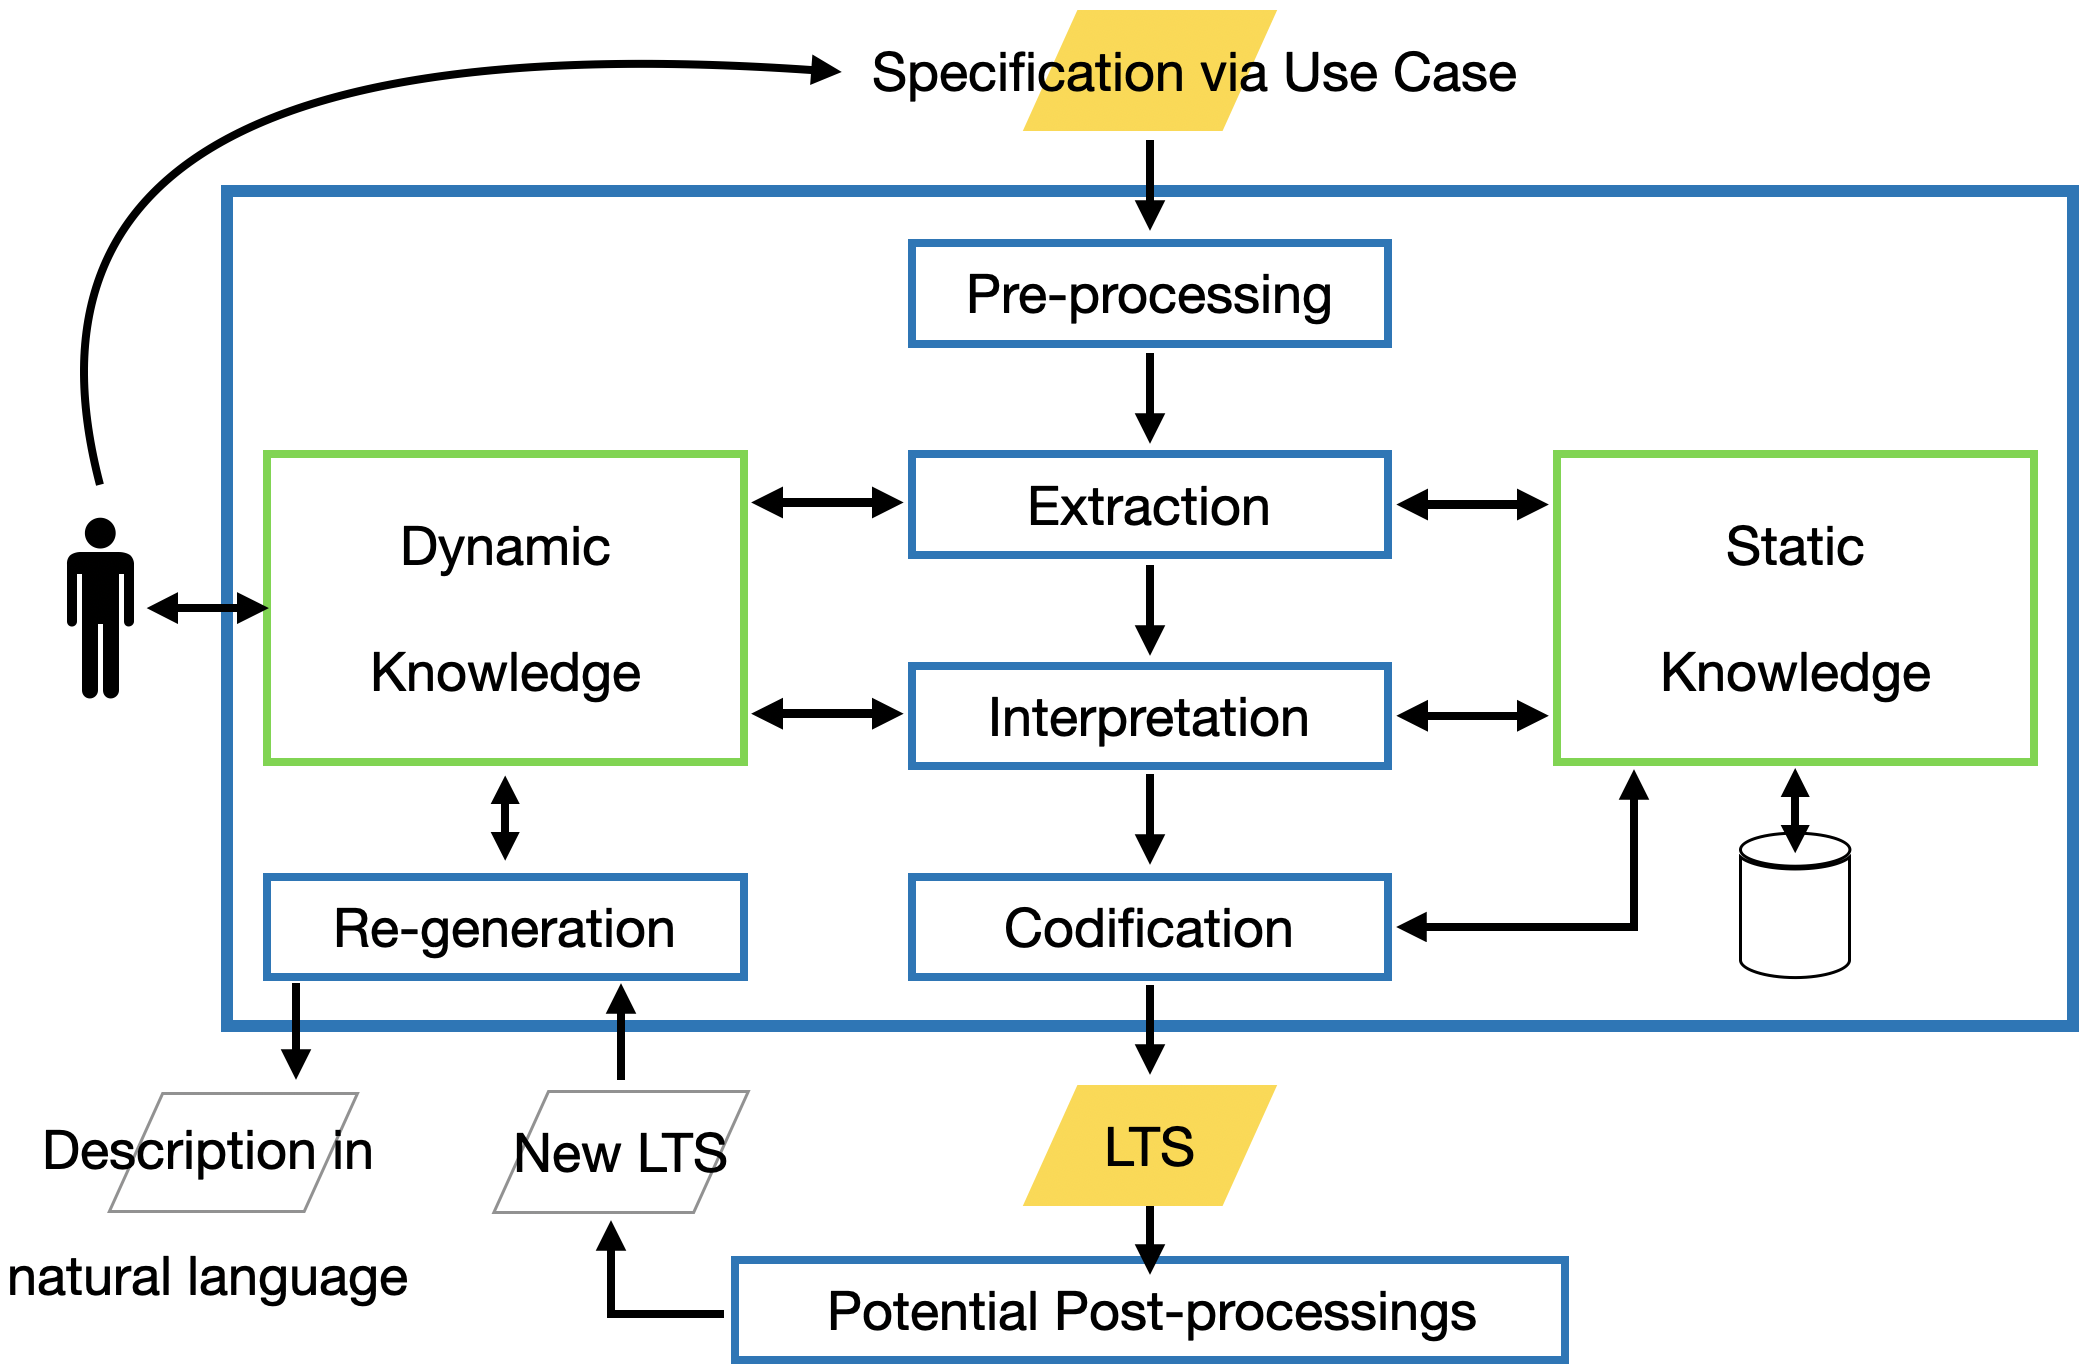 Specification via Use Case
Pre-processing
Extraction
Dynamic
Knowledge
Static
Knowledge
Interpretation
Re-generation
Codification
Description in
natural language
New LTS
LTS
Potential Post-processings